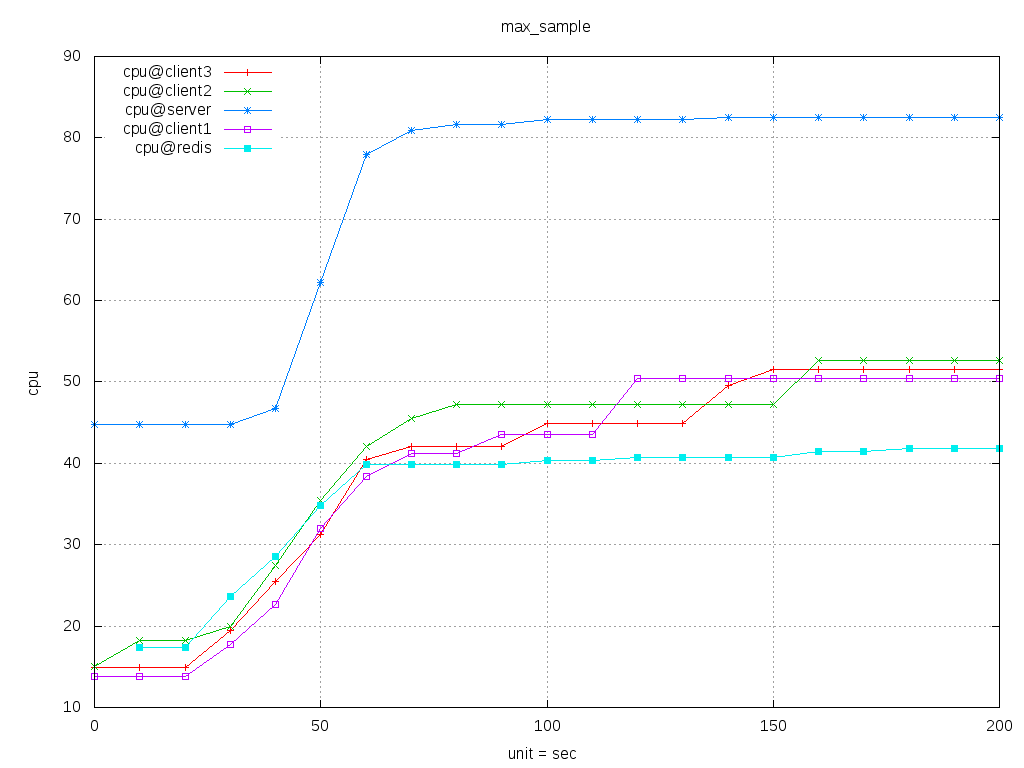 max_sample
90
80
70
60
50
40
30
20
10
cpu
cpu@client3
cpu@client2
cpu@server
cpu@client1
cpu@redis
0 50 100 150 200
unit = sec